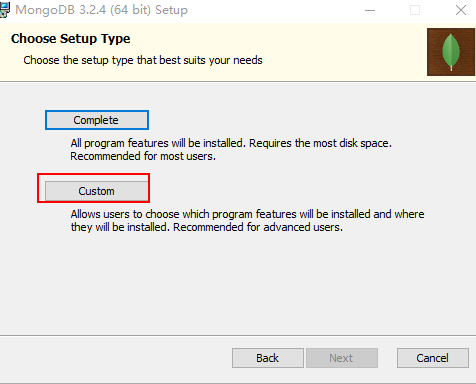 MongoDB 3.2.4 (64 bit) Setup
Choose Setup Type
Choose the setup type that best suits your needs
Complete
All program features will be installed. Requires the most disk space.
Recommended for most users.
Custom
Allows users to choose which program features will be installed and where
they will be installed. Recommended for advanced users.
Back Next Cancel